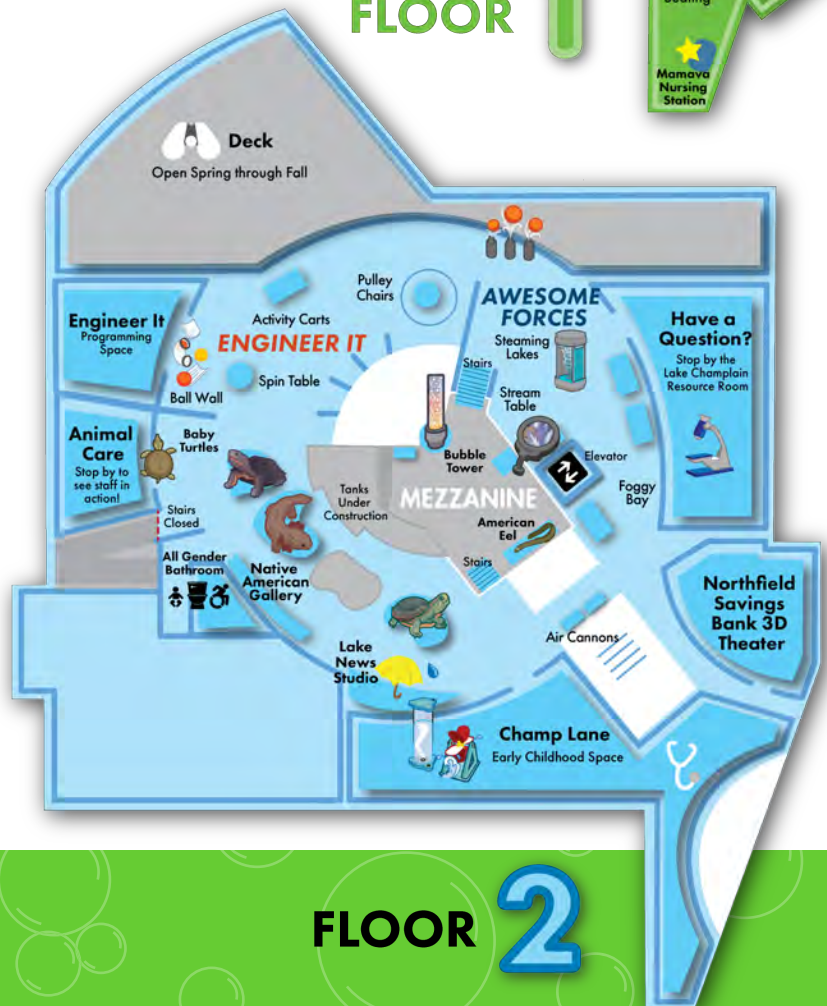 FLOOR
Seating
Mamava
Nursing
Station
Deck
Open Spring through Fall
Pulley
Chairs
Activity Carts
AWESOME
FORCES
Steaming
Lakes
Stairs
Have a
Question?
Stop by the
Lake Champlain
Resource Room
Engineer It
Programming
Space
ENGINEER IT
Spin Table
Ball Wall
Stream
Table
Animal
Care
Stop by to
see staff in
action!
Baby
Turtles
Bubble
Tower
Elevator
Tanks
Under
Construction
MEZZANINE
Foggy
Bay
Stairs
Closed
American
Eel
All Gender
Bathroom
Native
American
Gallery
Stairs
Northfield
Savings
Bank 3D
Theater
Air Cannons
Lake
News
Studio
Champ Lane
Early Childhood Space
FLOOR 2